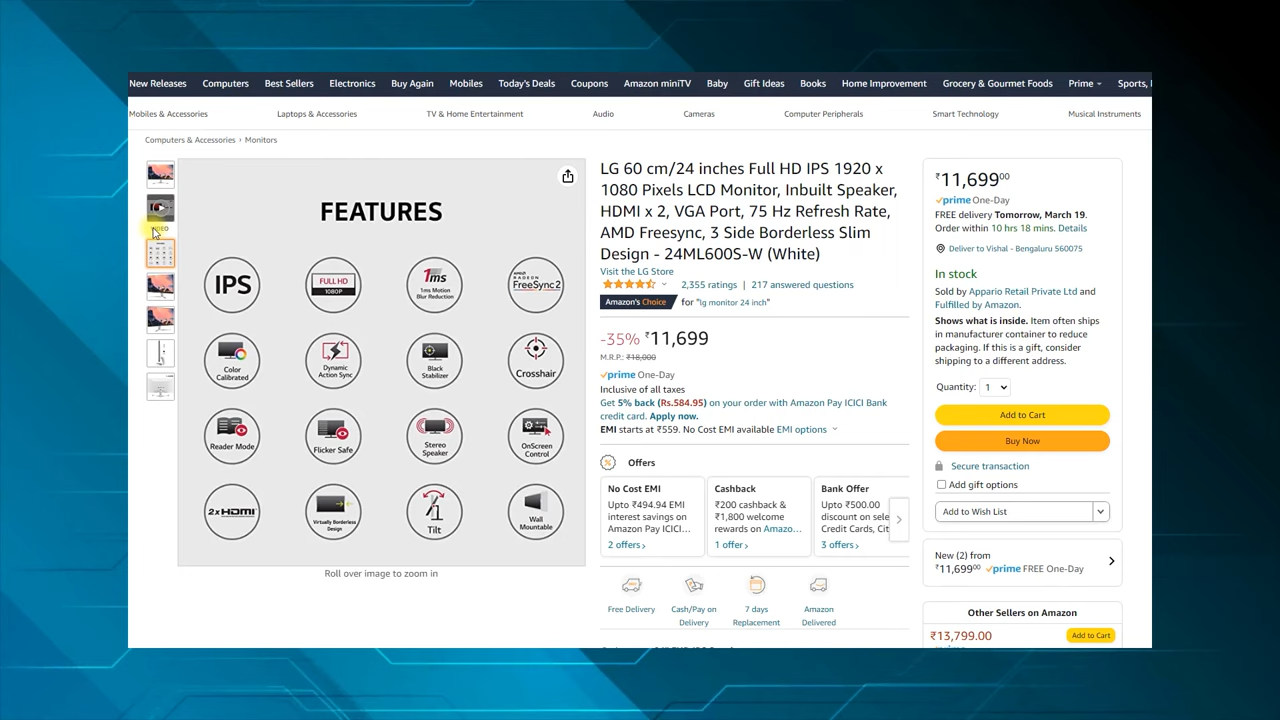 New Releases Computers Best Sellers Electronics Buy Again Mobiles Today's Deals Coupons Amazon miniTV Baby Gift Ideas Books Home Improvement Grocery & Gourmet Foods Prime Sports,
Mobiles & Accessories Laptops & Accessories TV & Home Entertainment Audio Cameras Computer Peripherals Smart Technology Musical Instruments
Computers & Accessories › Monitors
VIDEO
FEATURES
IPS
FULL HD
1080P
1ms
1ms Motion
Blur Reduction
AMD
RADEON
FreeSync2
Color
Calibrated
Dynamic
Action Sync
Black
Stabilizer
Crosshair
Reader Mode
Flicker Safe
Stereo
Speaker
OnScreen
Control
2x HDMI
Virtually Borderless
Design
Tilt
Wall
Mountable
Roll over image to zoom in
LG 60 cm/24 inches Full HD IPS 1920 x
1080 Pixels LCD Monitor, Inbuilt Speaker,
HDMI x 2, VGA Port, 75 Hz Refresh Rate,
AMD Freesync, 3 Side Borderless Slim
Design - 24ML600S-W (White)
Visit the LG Store
2,355 ratings | 217 answered questions
Amazon's Choice for "lg monitor 24 inch"
-35% ₹11,699
M.R.P.: ₹18,000
prime One-Day
Inclusive of all taxes
Get 5% back (Rs.584.95) on your order with Amazon Pay ICICI Bank
credit card. Apply now.
EMI starts at ₹559. No Cost EMI available EMI options
Offers
No Cost EMI
Upto ₹494.94 EMI
interest savings on
Amazon Pay ICICI...
2 offers›
Cashback
₹200 cashback &
₹1,800 welcome
rewards on Amazo...
1 offer›
Bank Offer
Upto ₹500.00
discount on sele
Credit Cards, Cit
3 offers›
Free Delivery
Cash/Pay on
Delivery
7 days
Replacement
Amazon
Delivered
₹11,699.00
prime One-Day
FREE delivery Tomorrow, March 19.
Order within 10 hrs 18 mins. Details
Deliver to Vishal - Bengaluru 560075
In stock
Sold by Appario Retail Private Ltd and
Fulfilled by Amazon.
Shows what is inside. Item often ships
in manufacturer container to reduce
packaging. If this is a gift, consider
shipping to a different address.
Quantity: 1
Add to Cart
Buy Now
Secure transaction
Add gift options
Add to Wish List
New (2) from
₹11,699.00 prime FREE One-Day
Other Sellers on Amazon
₹13,799.00 Add to Cart